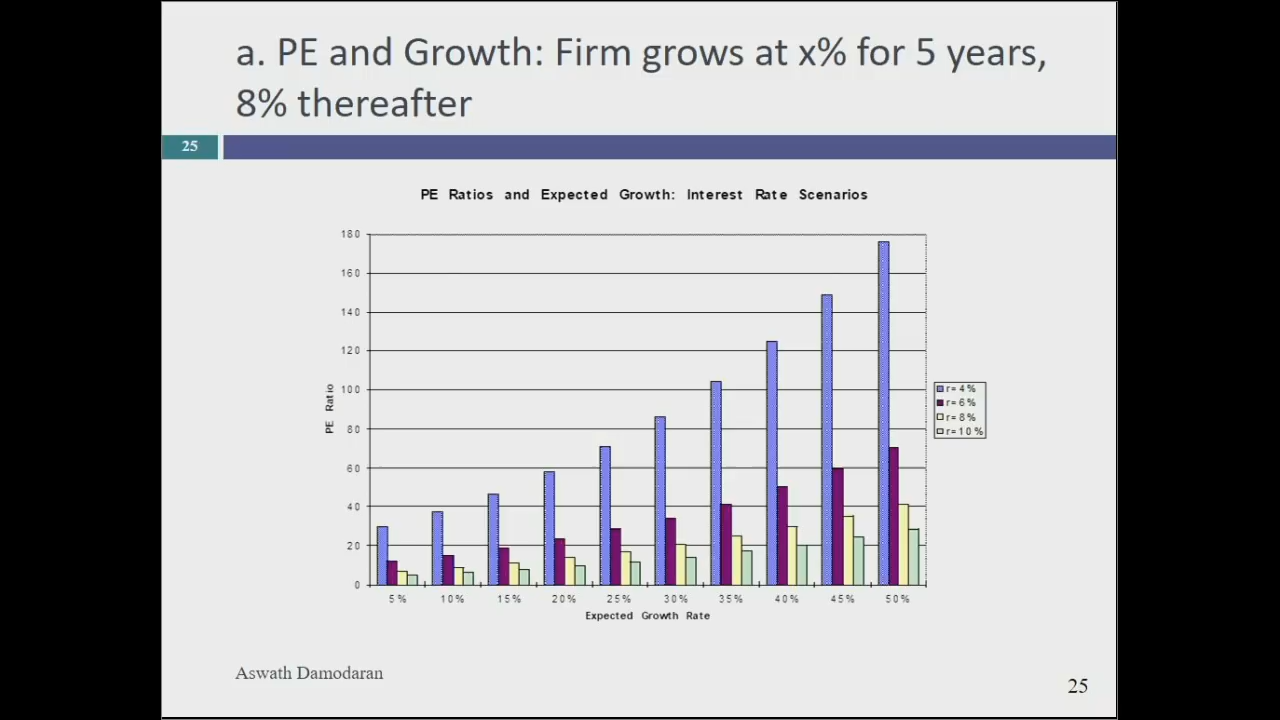 a. PE and Growth: Firm grows at x% for 5 years,
8% thereafter
25
PE Ratios and Expected Growth: Interest Rate Scenarios
180
160
140
120
100
80
60
40
20
0
PE Ratio
5%
10%
15%
20%
25%
30%
35%
40%
45%
50%
Expected Growth Rate
r=4%
r=6%
r=8%
r=10%
Aswath Damodaran
25